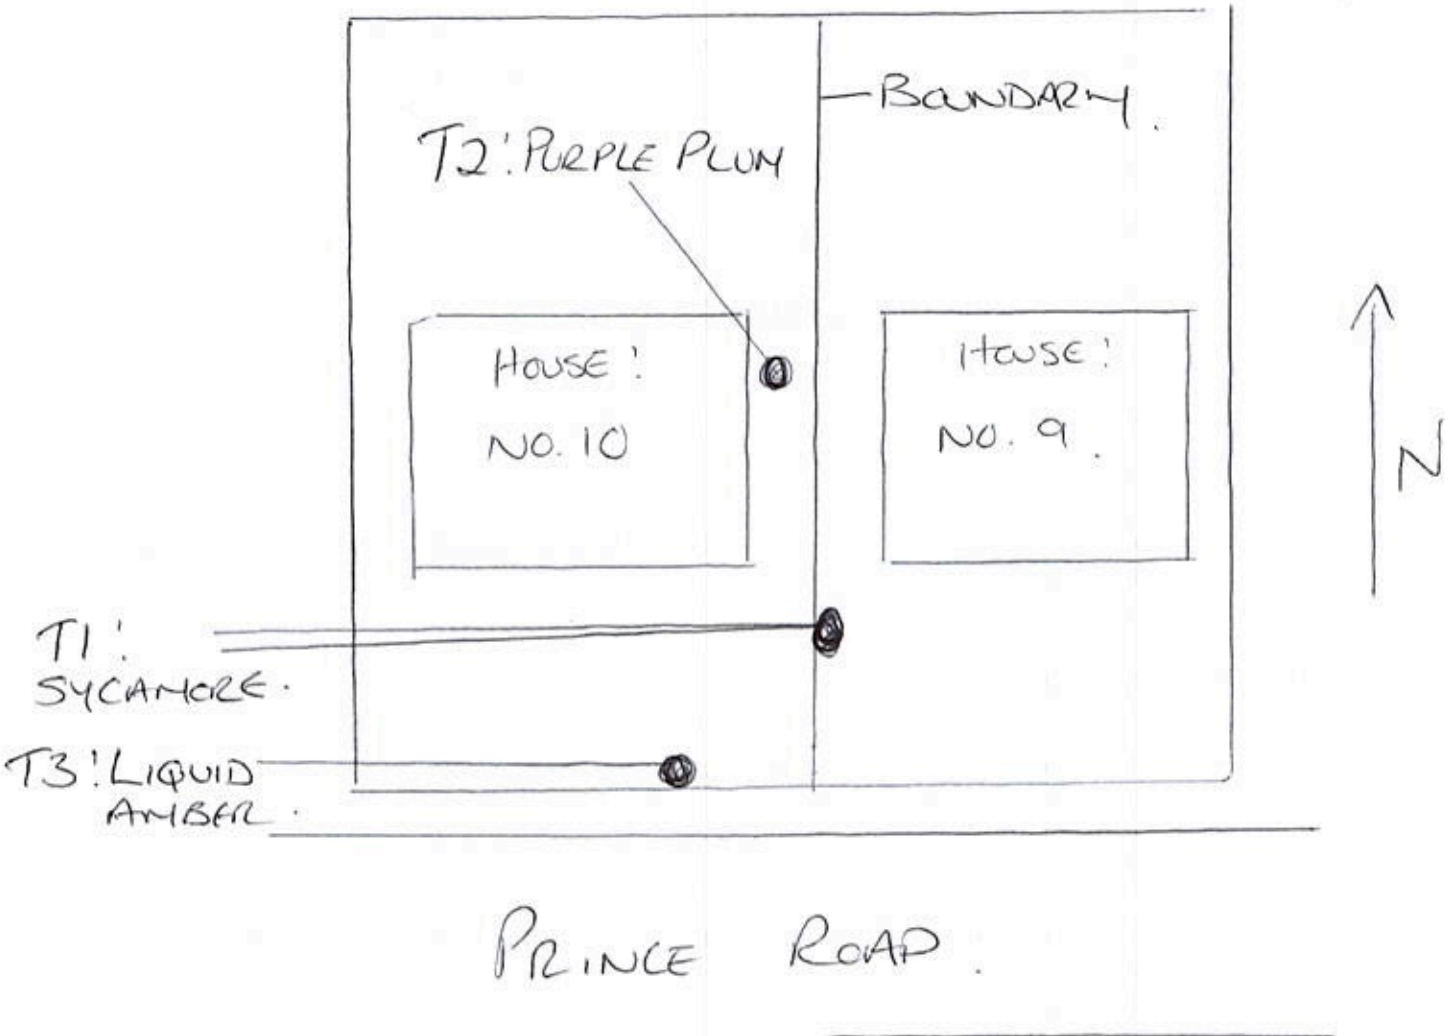 BOUNDARY.
T2: PURPLE PLUM
HOUSE:
NO. 10
HOUSE:
NO. 9.
N
T1:
SYCAMORE.
T3: LIQUID
AMBER.
PRINCE ROAD.